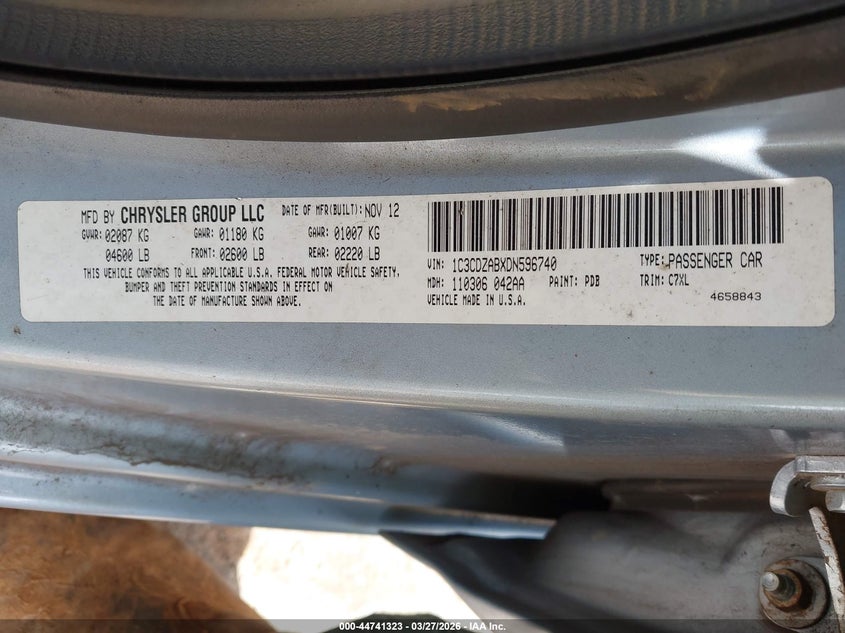 MFD BY CHRYSLER GROUP LLC DATE OF MFR(BUILT): NOV 12
GVWR: 02087 KG GAWR: 01180 KG GAWR: 01007 KG
04600 LB FRONT: 02600 LB REAR: 02220 LB
THIS VEHICLE CONFORMS TO ALL APPLICABLE U.S.A. FEDERAL MOTOR VEHICLE SAFETY,
BUMPER AND THEFT PREVENTION STANDARDS IN EFFECT ON
THE DATE OF MANUFACTURE SHOWN ABOVE.
VIN: 1C3CDZABXDN596740 TYPE: PASSENGER CAR
MDH: 110306 042AA PAINT: PDB TRIM: C7XL
VEHICLE MADE IN U.S.A. 4658843
000-44741323 | 03/27/2026 | © IAA Inc.